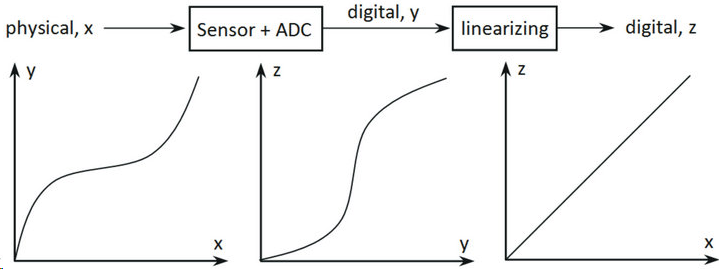 physical, x
Sensor + ADC
digital, y
linearizing
digital, z
y
x
z
y
z
x